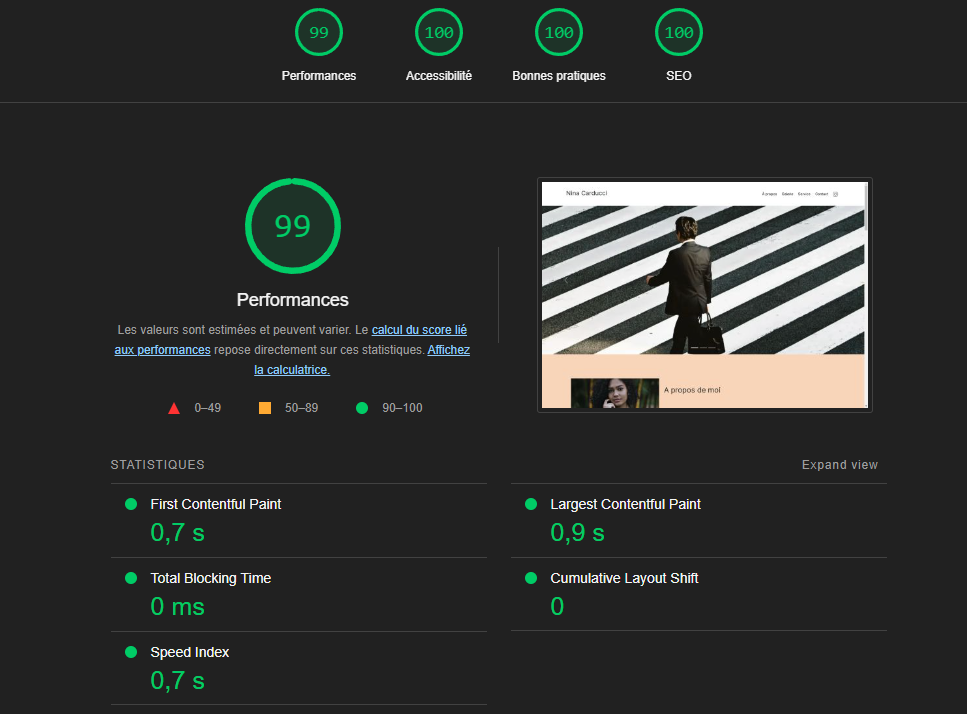 99
100
100
100
Performances
Accessibilité
Bonnes pratiques
SEO
99
Performances
Les valeurs sont estimées et peuvent varier. Le calcul du score lié
aux performances repose directement sur ces statistiques. Affichez
la calculatrice.
0–49
50–89
90–100
Nina Carducci
A propos
Galerie
Services
Contact
A propos de moi
STATISTIQUES
Expand view
First Contentful Paint
0,7 s
Largest Contentful Paint
0,9 s
Total Blocking Time
0 ms
Cumulative Layout Shift
0
Speed Index
0,7 s